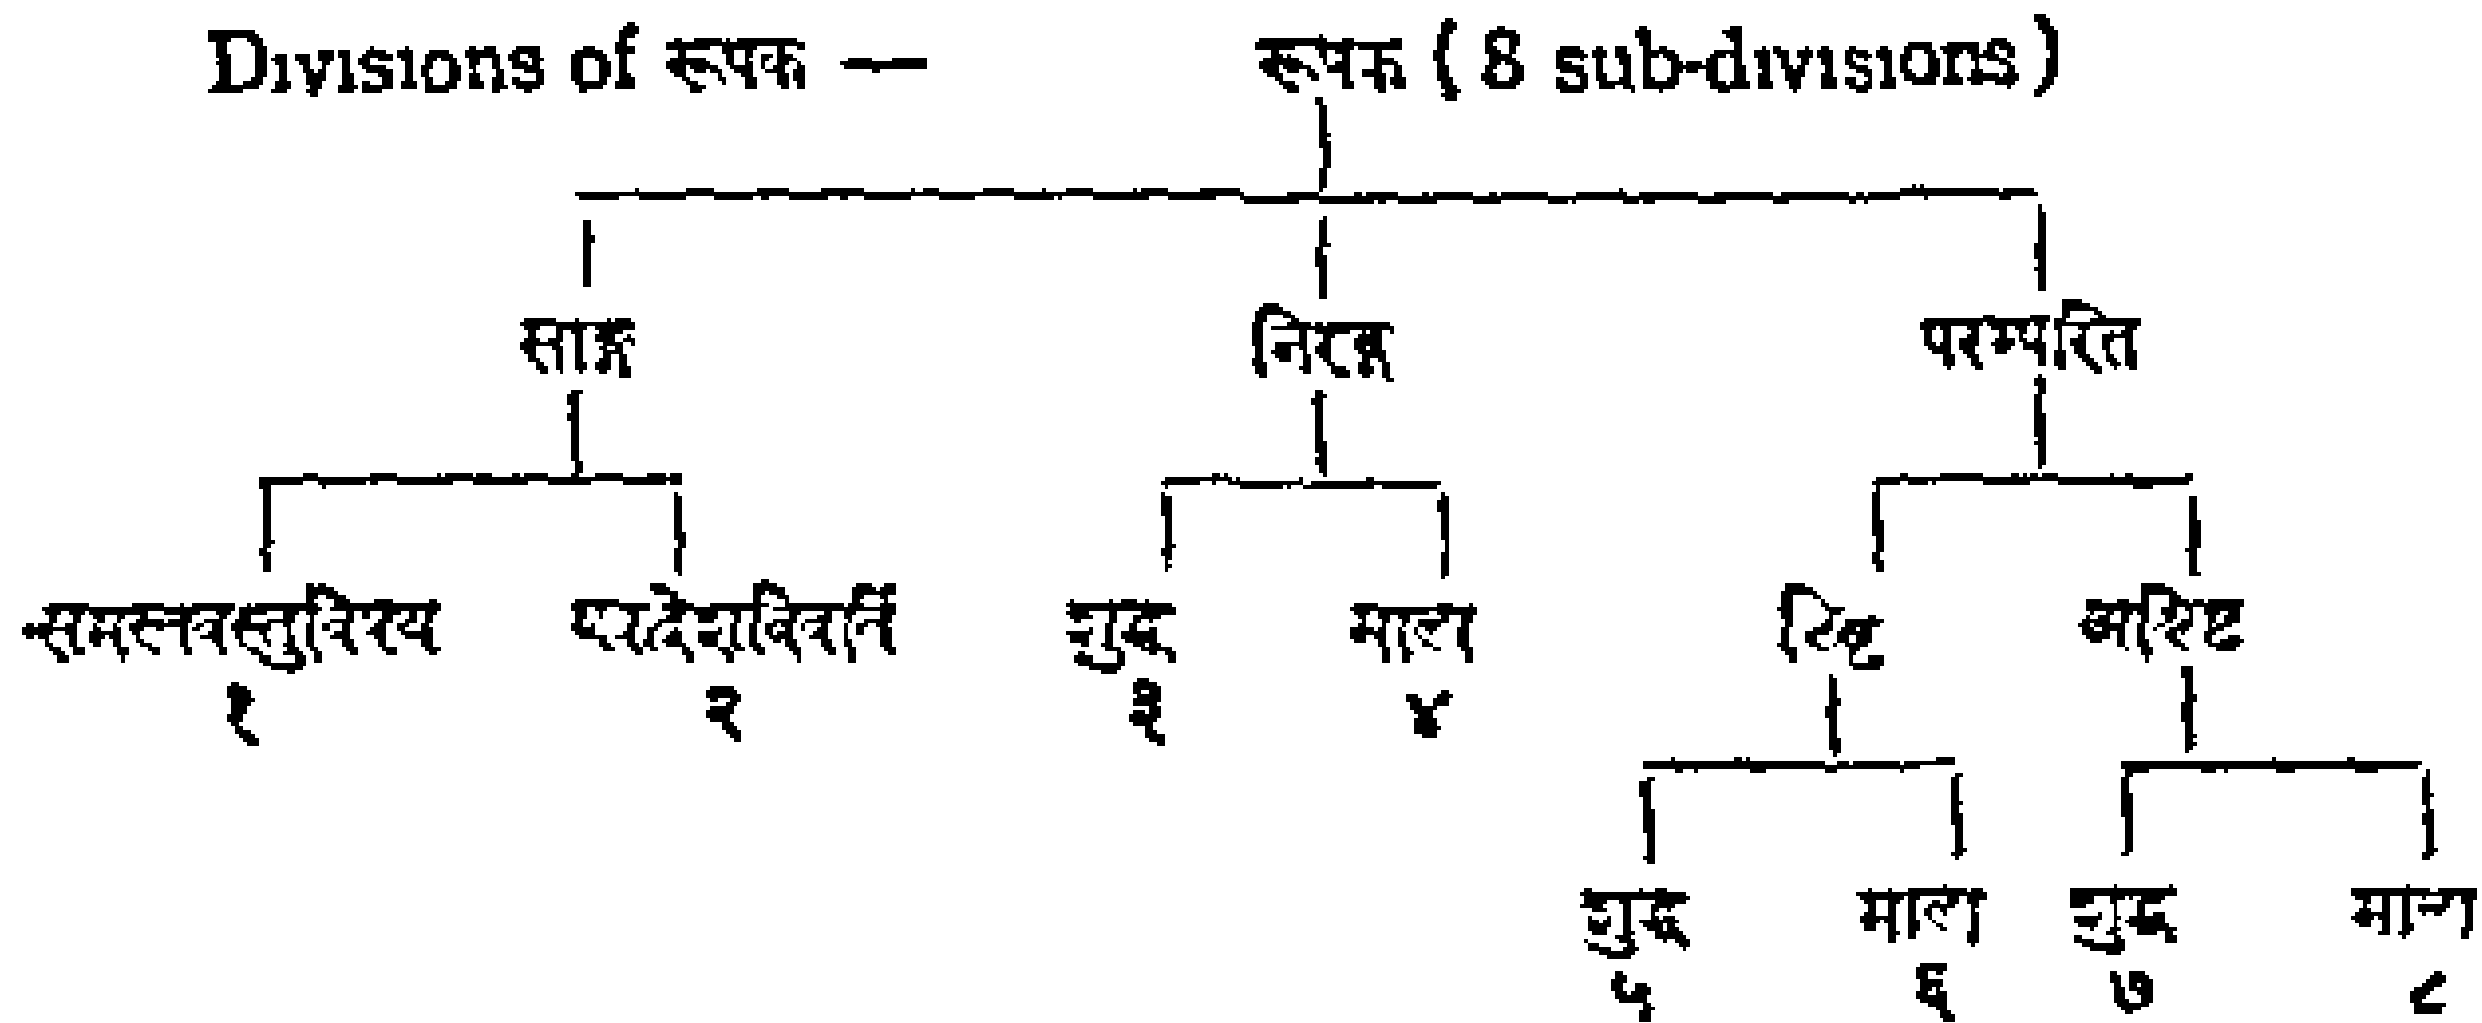 Divisions of रूपक — रूपक ( 8 sub-divisions )
साङ्ग निरङ्ग परम्परित
समस्तवस्तुविषय एकदेशविवर्ति शुद्ध माला श्लिष्ट अश्लिष्ट
१ २ ३ ४
शुद्ध माला शुद्ध माला
५ ६ ७ ८